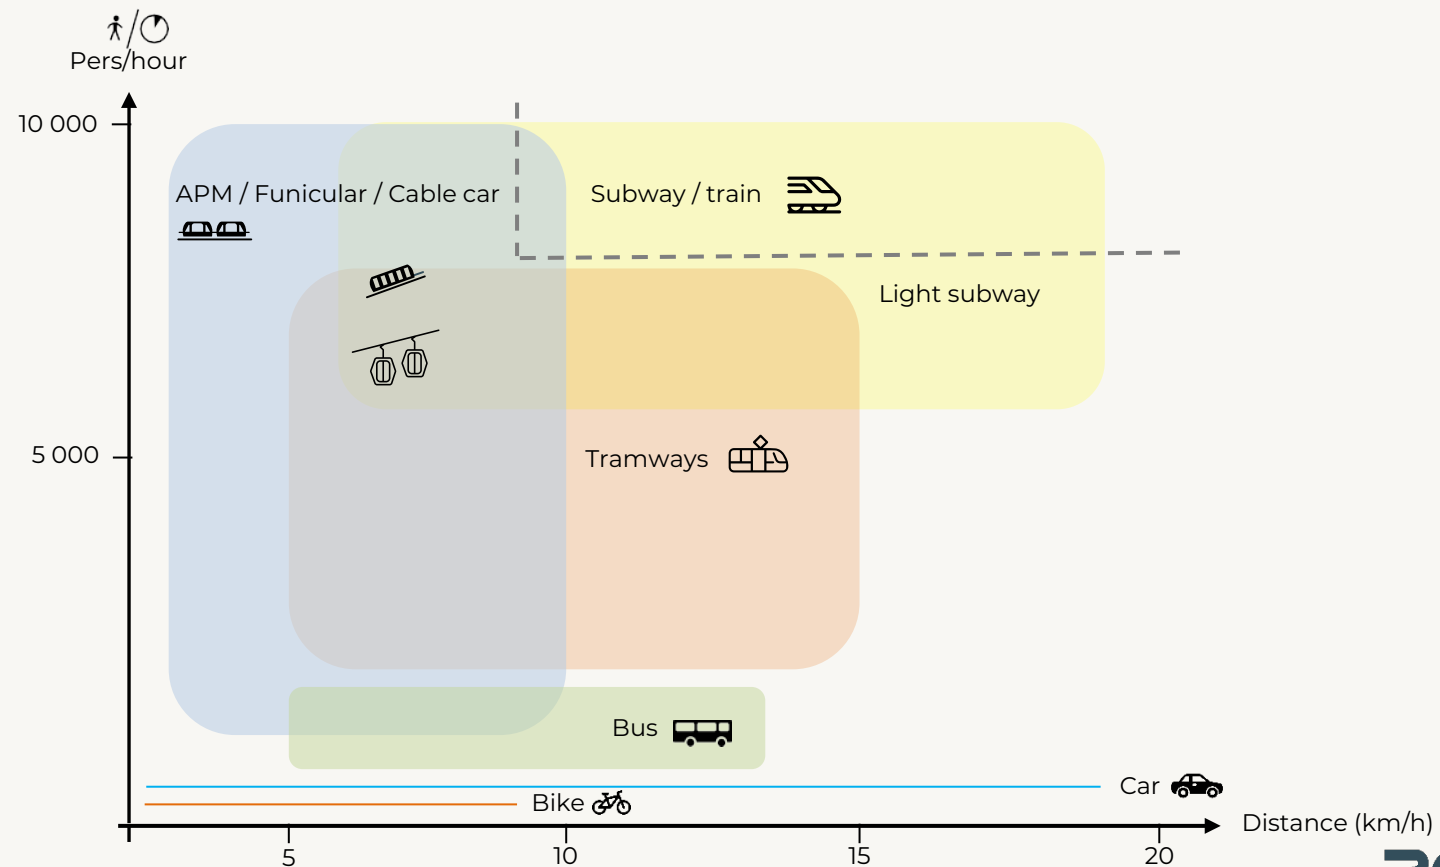 Pers/hour
10 000
APM / Funicular / Cable car
Subway / train
Light subway
5 000
Tramways
Bus
Car
Bike
Distance (km/h)
5
10
15
20